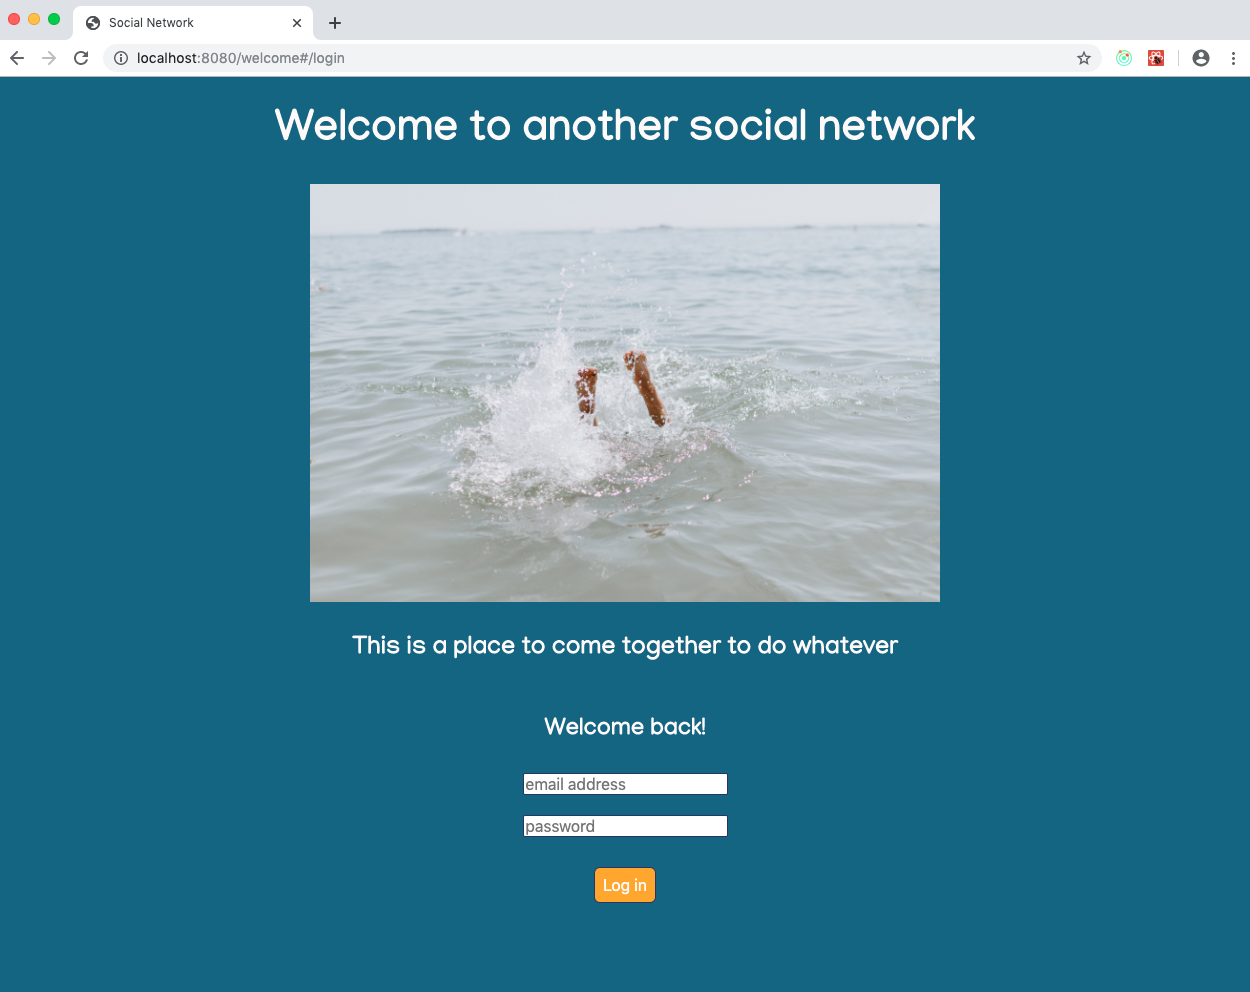 Social Network
localhost:8080/welcome#/login
Welcome to another social network
This is a place to come together to do whatever
Welcome back!
email address
password
Log in